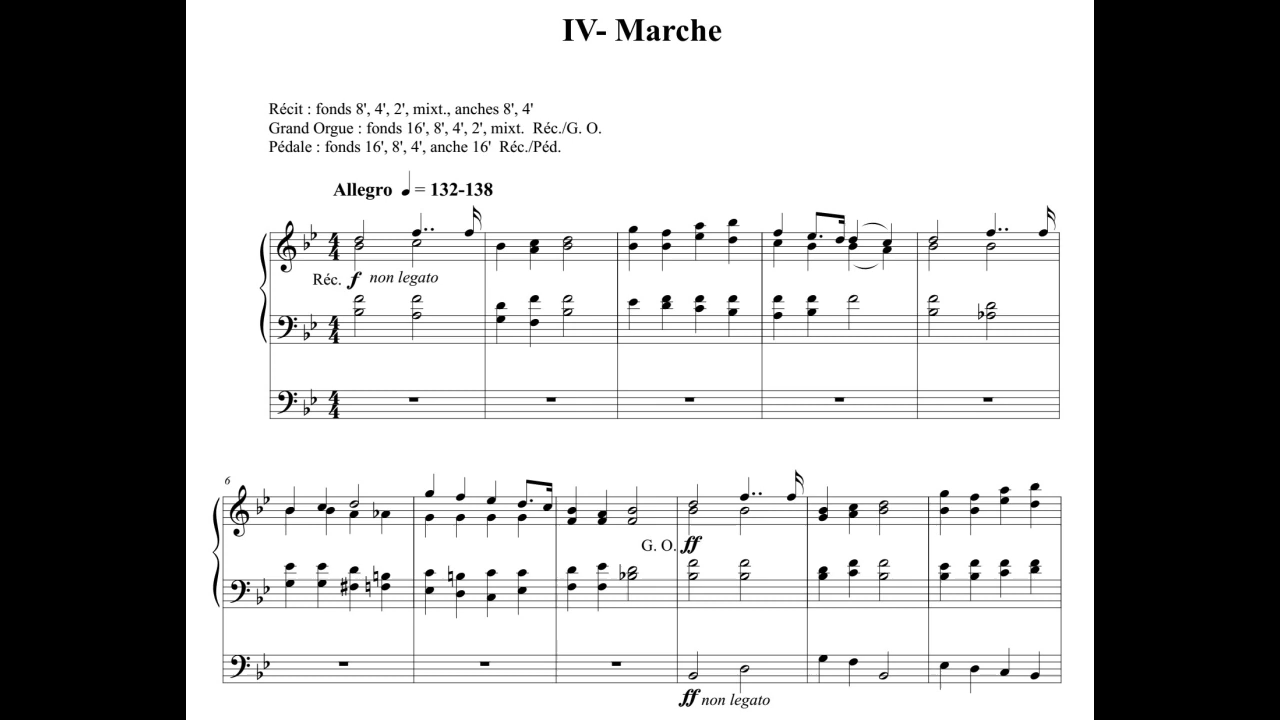 IV- Marche
Récit : fonds 8', 4', 2', mixt., anches 8', 4'
Grand Orgue : fonds 16', 8', 4', 2', mixt.  Réc./G. O.
Pédale : fonds 16', 8', 4', anche 16'  Réc./Péd.
Allegro ♩ = 132-138
Réc. f non legato
6
G. O. ff
ff non legato